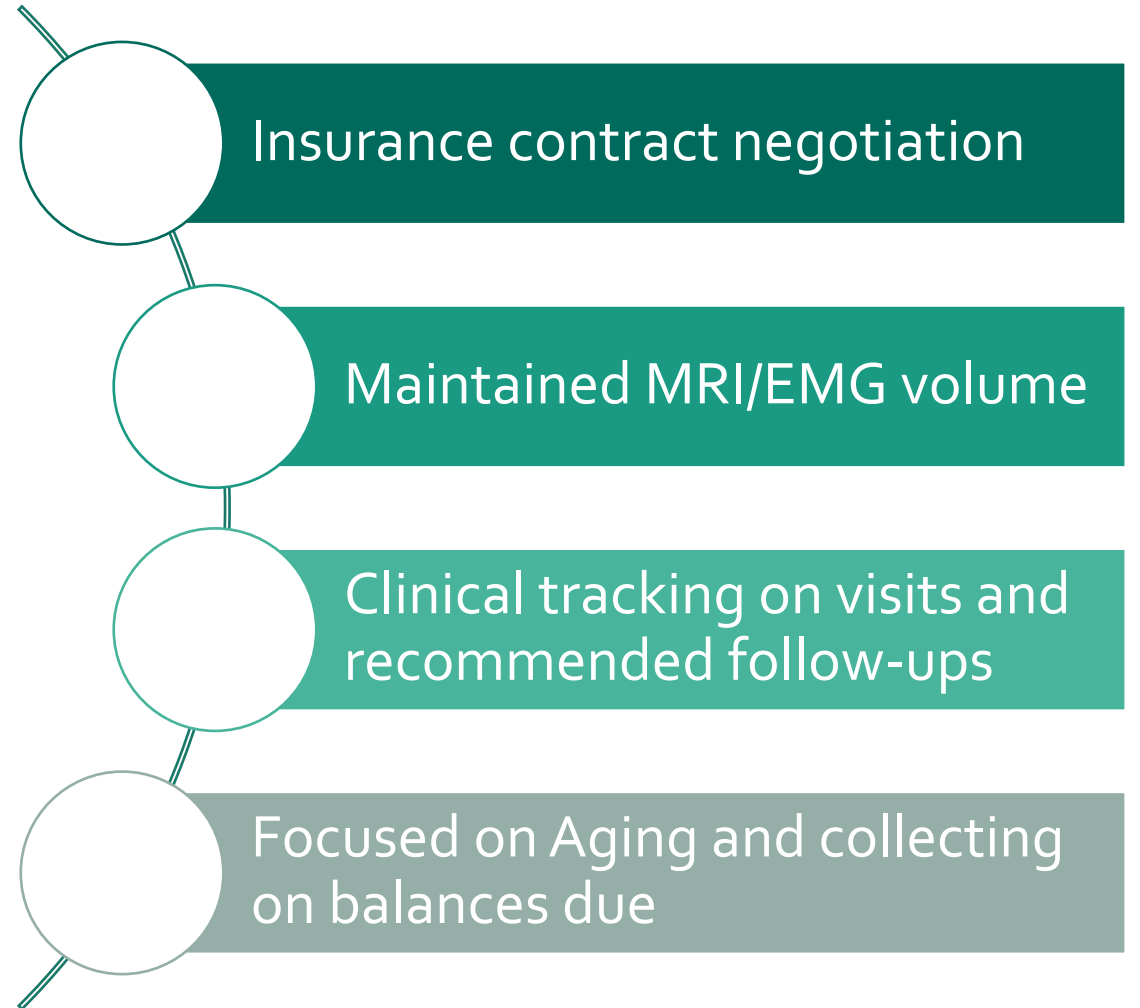 Insurance contract negotiation
Maintained MRI/EMG volume
Clinical tracking on visits and
recommended follow-ups
Focused on Aging and collecting
on balances due